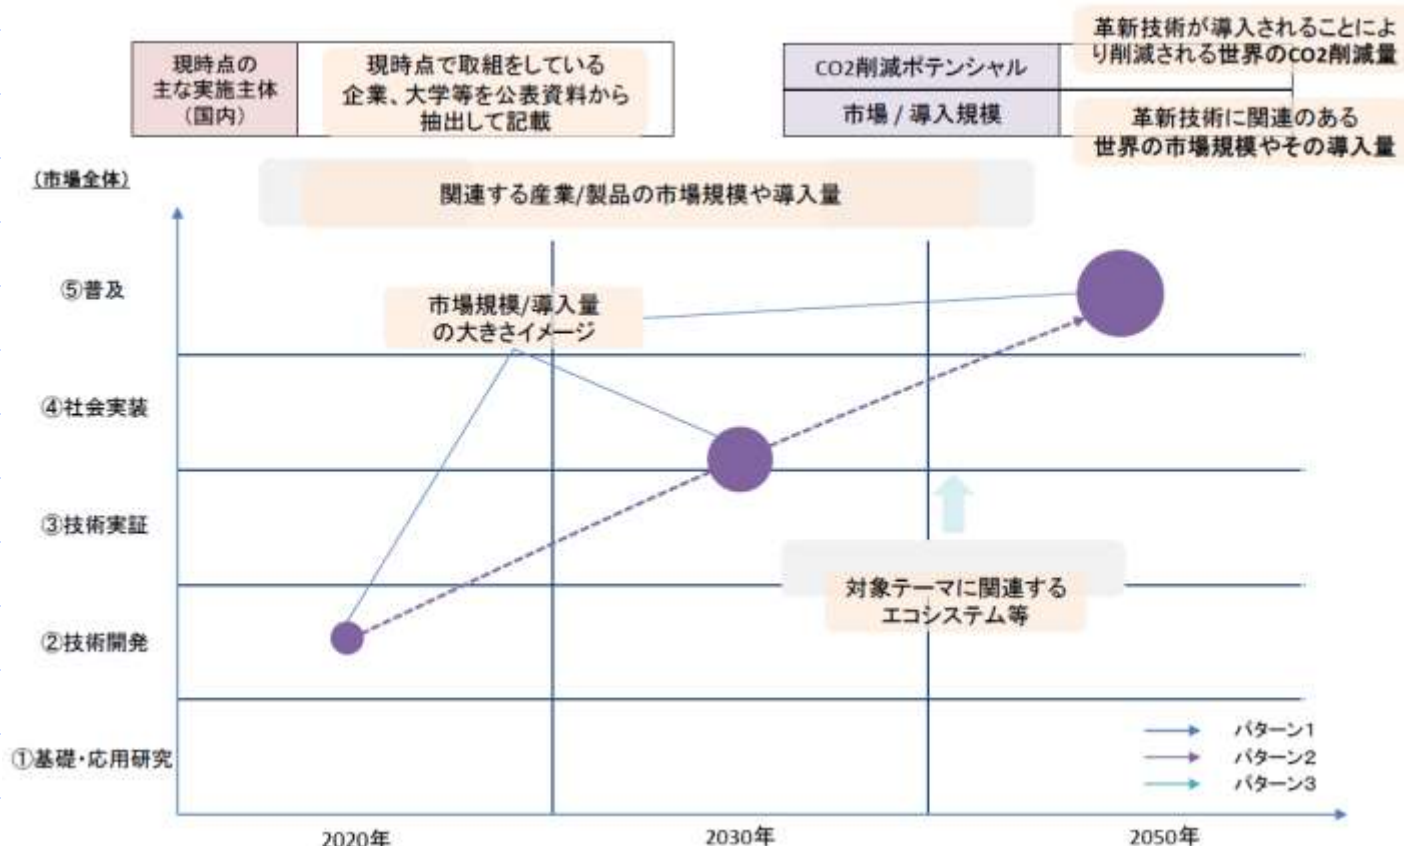 現時点の
主な実施主体
(国内)
現時点で取組をしている
企業、大学等を公表資料から
抽出して記載
CO2削減ポテンシャル
革新技術が導入されることによ
り削減される世界のCO2削減量
市場 / 導入規模
革新技術に関連のある
世界の市場規模やその導入量
(市場全体)
関連する産業/製品の市場規模や導入量
⑤普及
市場規模/導入量
の大きさイメージ
④社会実装
③技術実証
対象テーマに関連する
エコシステム等
②技術開発
①基礎・応用研究
パターン1
パターン2
パターン3
2020年
2030年
2050年